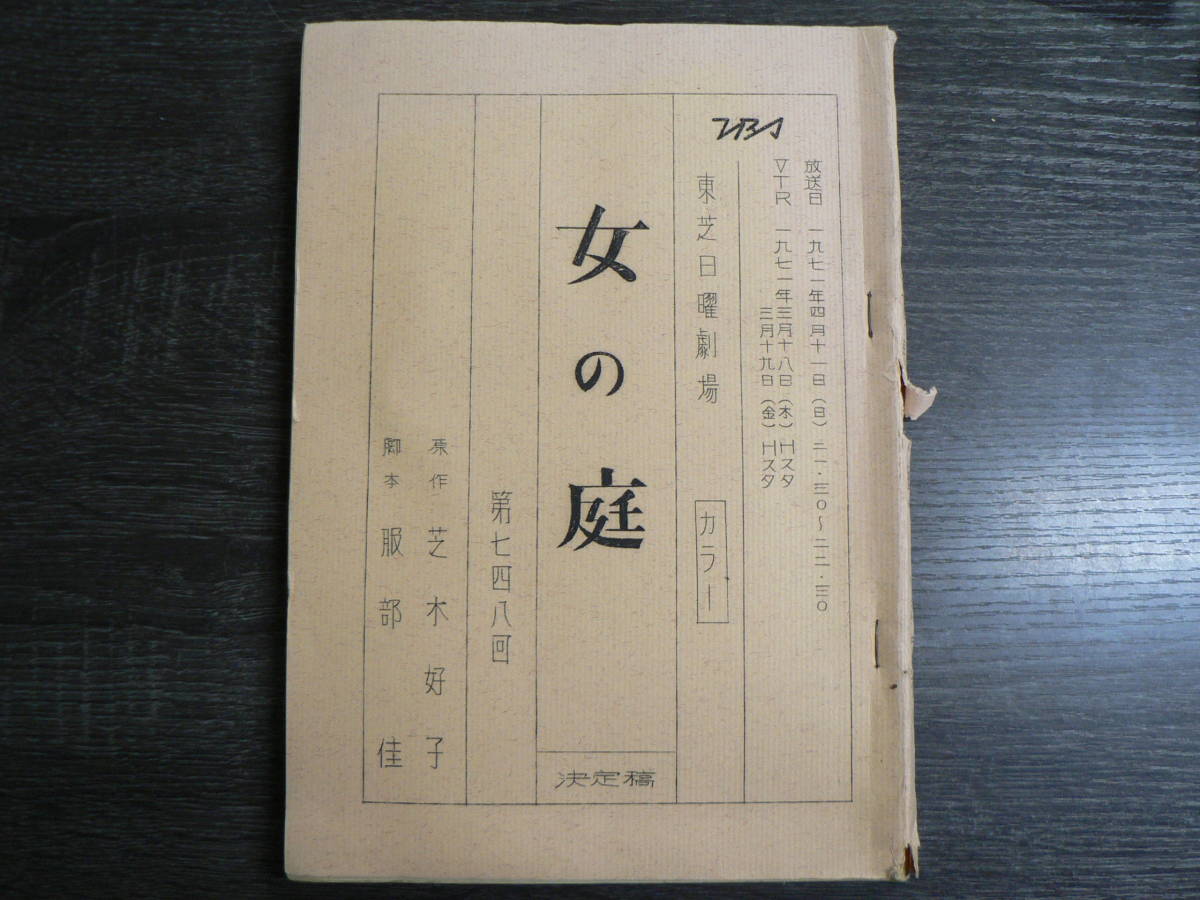 放送日 一九七一年四月十一日（日）二一・三〇～二二・三〇
VTR 一九七一年三月十八日（木）Hスタ
三月十九日（金）Hスタ
TBS
東芝日曜劇場 カラー
女の庭
決定稿
第七四八回
原作 芝木好子
脚本 服部佳